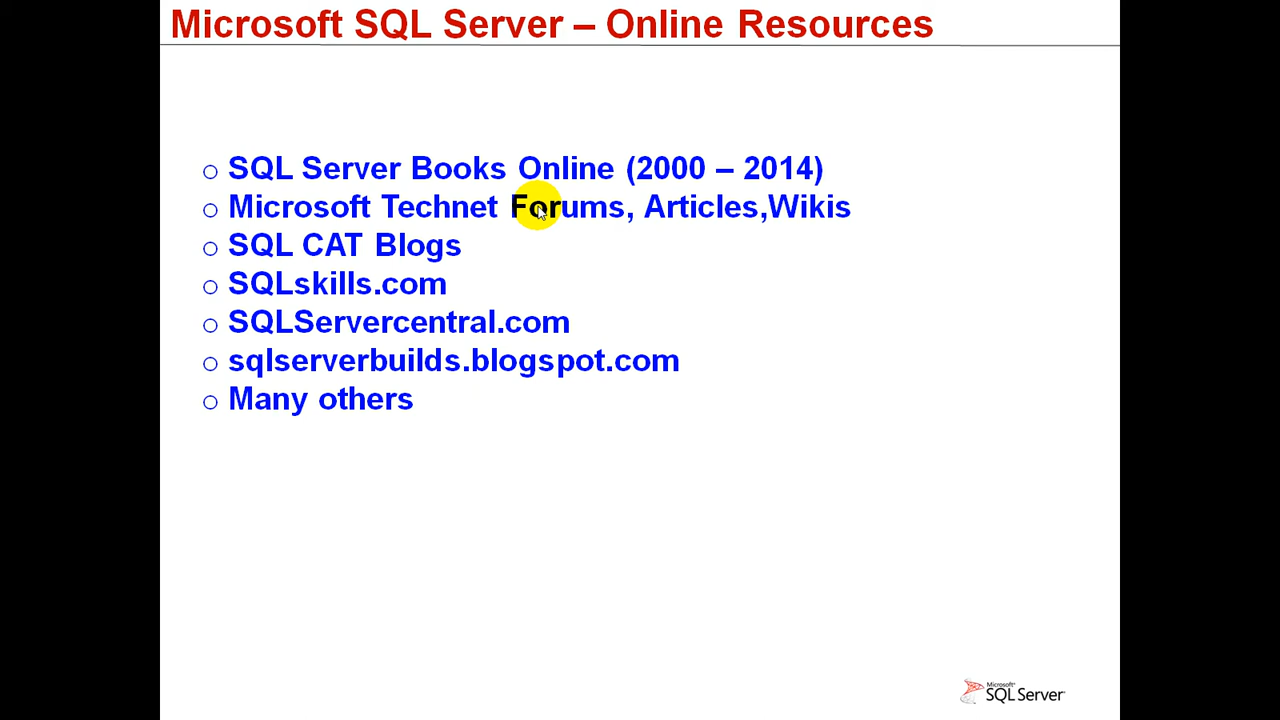 Microsoft SQL Server – Online Resources
SQL Server Books Online (2000 – 2014)
Microsoft Technet Forums, Articles,Wikis
SQL CAT Blogs
SQLskills.com
SQLServercentral.com
sqlserverbuilds.blogspot.com
Many others
Microsoft®
SQL Server®